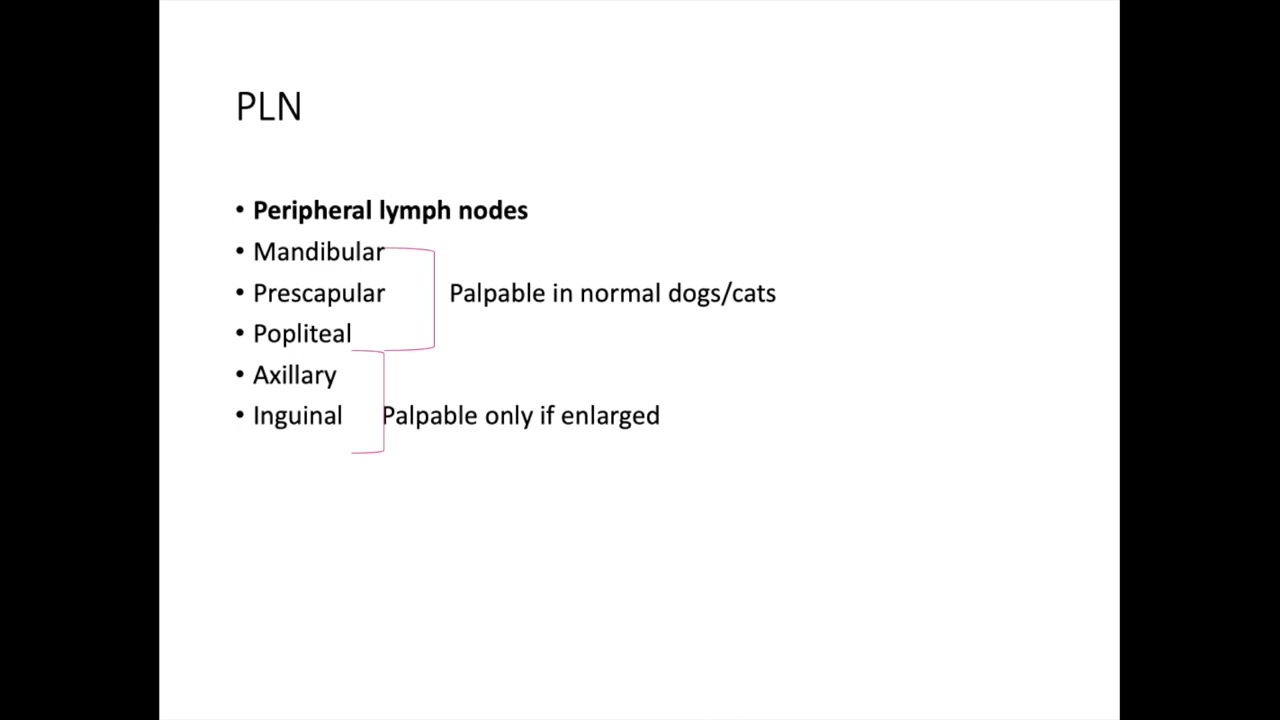 PLN
• Peripheral lymph nodes
• Mandibular
• Prescapular Palpable in normal dogs/cats
• Popliteal
• Axillary
• Inguinal Palpable only if enlarged